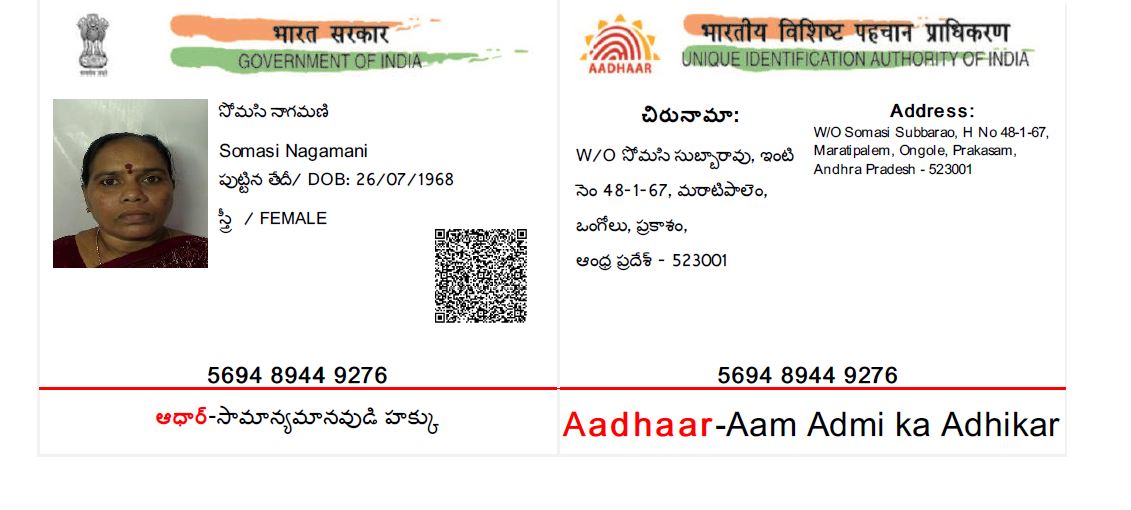 भारत सरकार
GOVERNMENT OF INDIA
సోమసి నాగమణి
Somasi Nagamani
పుట్టిన తేదీ/ DOB: 26/07/1968
స్త్రీ / FEMALE
5694 8944 9276
ఆధార్-సామాన్యమానవుడి హక్కు
AADHAAR
भारतीय विशिष्ट पहचान प्राधिकरण
UNIQUE IDENTIFICATION AUTHORITY OF INDIA
చిరునామా:
W/O సోమసి సుబ్బారావు, ఇంటి
నెం 48-1-67, మరాటిపాలెం,
ఒంగోలు, ప్రకాశం,
ఆంధ్ర ప్రదేశ్ - 523001
Address:
W/O Somasi Subbarao, H No 48-1-67,
Maratipalem, Ongole, Prakasam,
Andhra Pradesh - 523001
5694 8944 9276
Aadhaar-Aam Admi ka Adhikar